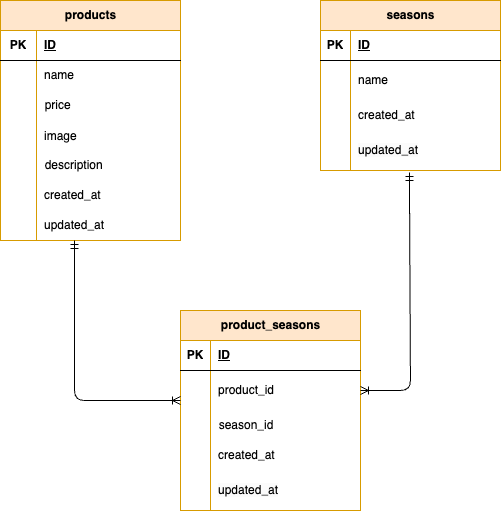 products
PK ID
name
price
image
description
created_at
updated_at
seasons
PK ID
name
created_at
updated_at
product_seasons
PK ID
product_id
season_id
created_at
updated_at